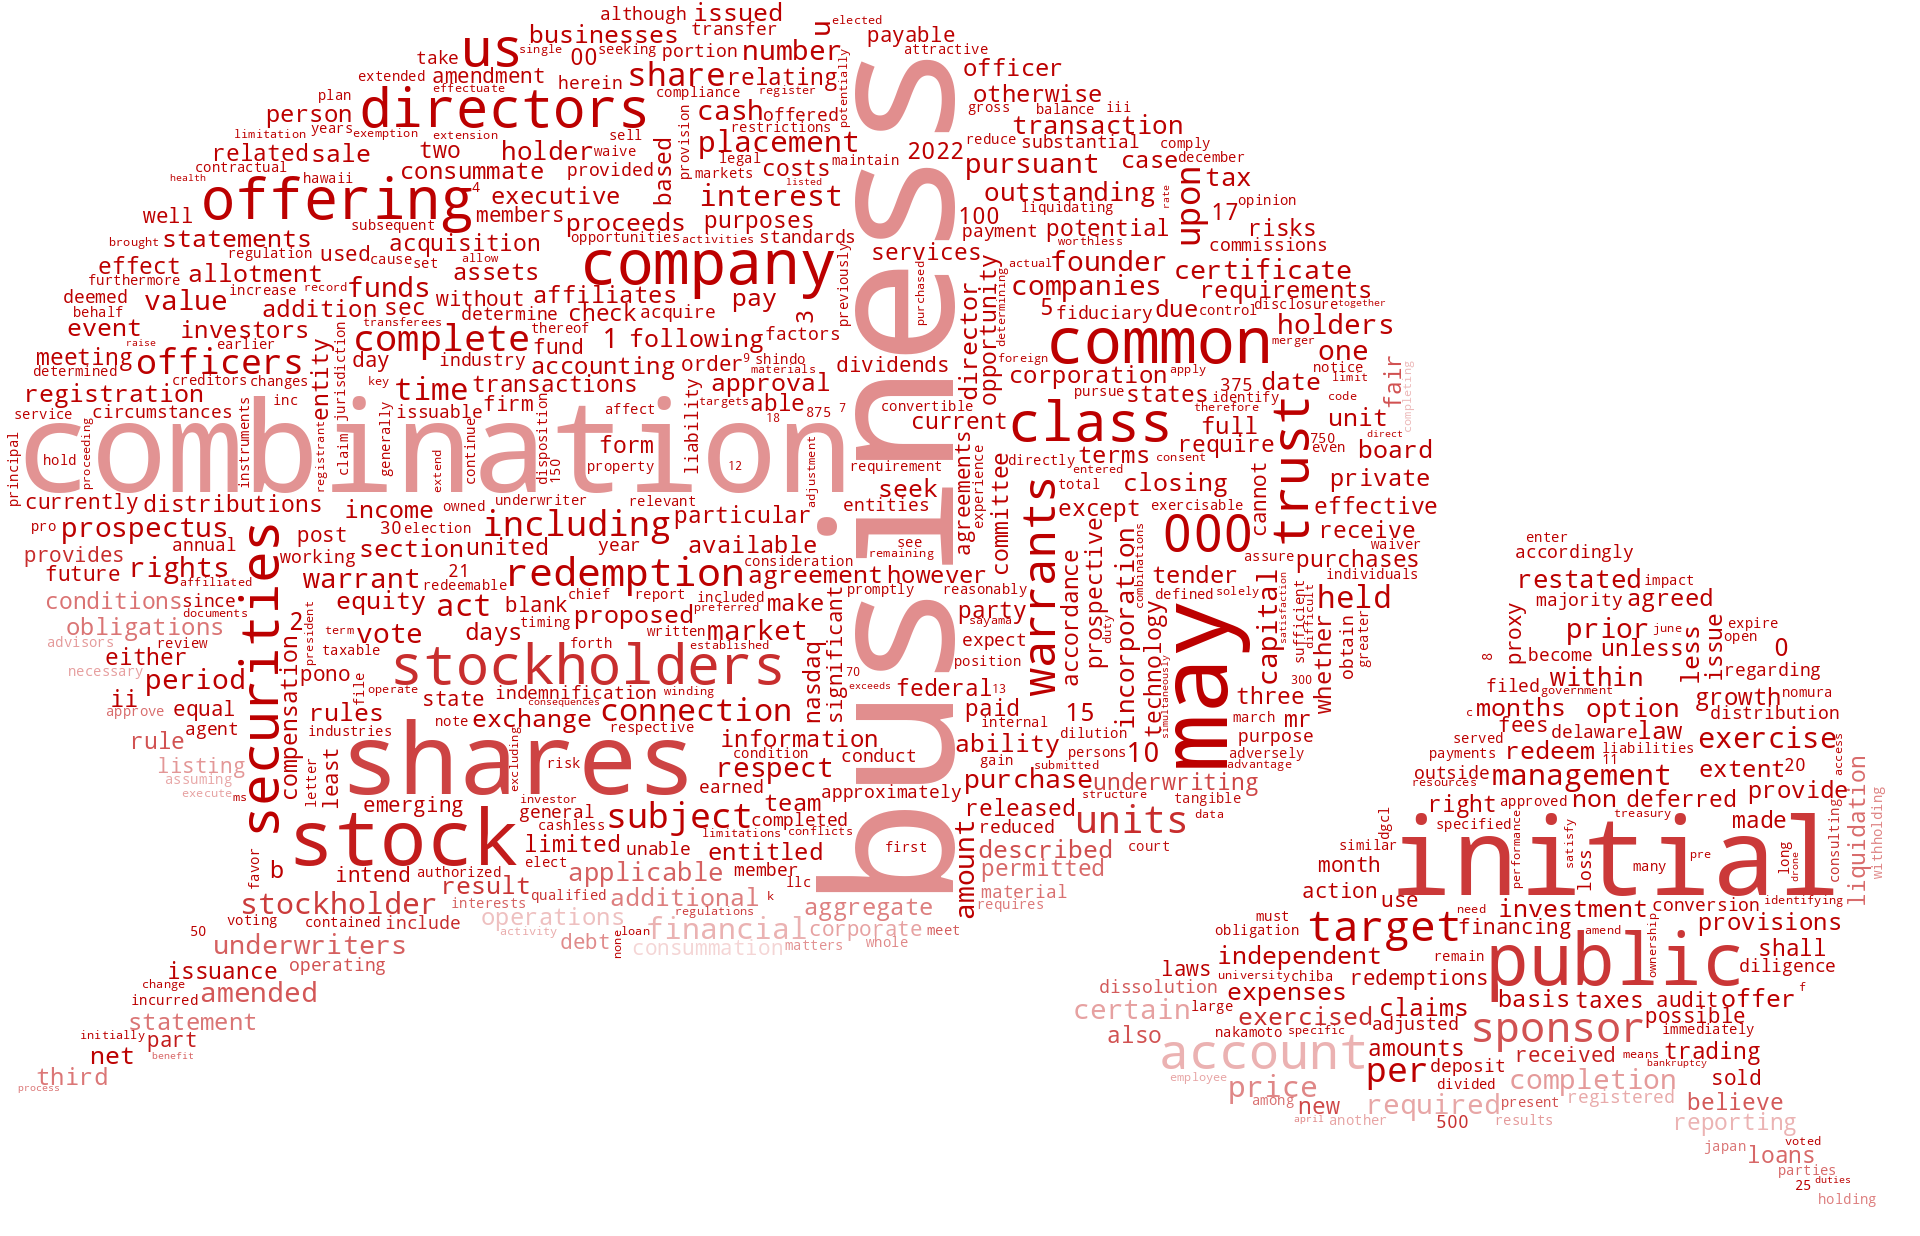 although issued elected
businesses transfer u payable
us single 00 seeking portion number attractive
take officer
extended amendment herein share relating potentially
effectuate compliance register otherwise
plan directors cash offered gross balance iii
person restrictions transaction
limitation years exemption extension sell placement reduce substantial comply
related sale two holder waive provision legal costs maintain 2022 pursuant case december
contractual consummate provided based markets
health hawaii 4 executive interest listed outstanding rate upon tax
offering members purposes liquidating 17 opinion
well subsequent proceeds 100 potential risks
brought statements acquisition opportunities activities standards payment worthless commissions
effect regulation used cause set allow company previously services actual founder certificate
furthermore allotment assets purchased
deemed value increase record funds without affiliates pay opportunity determining companies requirements
behalf addition sec determine check acquire 3 director 5 fiduciary due control disclosure together
event investors transferees complete thereof 1 following factors common holders
raise earlier fund merger
meeting officers entity jurisdiction day industry accounting order 9 shindo dividends foreign one
determined creditors changes key time transactions approval materials corporation apply notice fair
registration inc issuable firm liability targets able 875 7 convertible pursue states 375 date limit completing
service circumstances instruments registrant claim generally affect 18 current class therefore identify code
principal combination extend continue disposition form adjustment full trust unit
hold proceeding 150 property 12 requirement agreements directly terms require 750 even direct
business experience committee entered consent board
currently distributions income owned underwriter relevant seek total closing cannot private
prospectus 30 election including particular entities warrants except exercisable effective
pro annual post section united year available see 000 receive
provides working remaining assure waiver
future rights warrant 21 redemption consideration agreement however accordance prospective incorporation combinations tender purchases
affiliated redeemable chief report included promptly reasonably individuals
conditions since securities equity act blank proposed preferred make party defined solely capital satisfaction sufficient difficult held
obligations documents 2 president term vote days timing written market sayama duty may
advisors review taxable forth established expect whether obtain greater
either compensation stockholders nasdaq significant 70 position technology
necessary period pono file operate 300
ii state indemnification winding exceeds federal 13 simultaneously three
approve equal rules note consequences connection paid 15 march mr
agent industries exchange respective internal dilution
rule shares excluding information ability 10 purpose
listing letter least risk condition conduct gain persons adversely
assuming respect submitted advantage
execute ms emerging investor earned approximately purchase underwriting
stock general subject team released structure tangible
cashless limitations conflicts completed amount reduced units data
favor b limited unable entitled first described court
intend authorized elect applicable member permitted
result qualified llc material
stockholder interests additional k aggregate requires
voting contained include operations regulations
50 activity none loan financial corporate meet
underwriters debt consummation matters whole
issuance operating
change
incurred amended
statement
initially part
net benefit
third
process
enter
accordingly
restated impact
majority agreed
proxy prior june expire
8 become unless less issue open 0
within regarding
filed government growth nomura
c months option distribution
served fees delaware law exercise
payments redeem liabilities access
outside 11 extent 20
resources management provide liquidation
right approved non deferred withholding
dgcl specified treasury made consulting
similar initial performance satisfy
month loss many pre long drone
action use
must need investment conversion identifying
obligation target financing amend ownership provisions
independent remain public shall
laws university chiba redemptions diligence
dissolution expenses f
certain large claims basis taxes audit offer
exercised adjusted possible
also nakamoto specific sponsor immediately
account amounts received means trading
per deposit bankruptcy
employee price divided completion sold
among new required present registered believe
april another 500 results reporting
japan voted
loans
parties
25 duties
holding